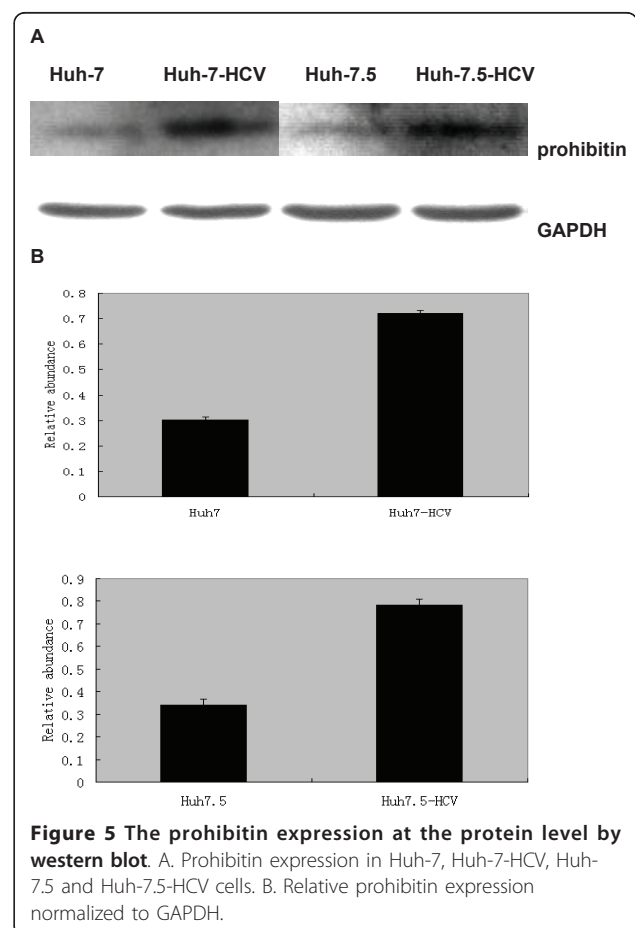 A
Huh-7 Huh-7-HCV Huh-7.5 Huh-7.5-HCV
prohibitin
GAPDH
B
0.8
0.7
0.6
0.5
0.4
0.3
0.2
0.1
0
Relative abundance
Huh7 Huh7-HCV
0.9
0.8
0.7
0.6
0.5
0.4
0.3
0.2
0.1
0
Relative abundance
Huh7.5 Huh7.5-HCV
Figure 5 The prohibitin expression at the protein level by
western blot. A. Prohibitin expression in Huh-7, Huh-7-HCV, Huh-
7.5 and Huh-7.5-HCV cells. B. Relative prohibitin expression
normalized to GAPDH.